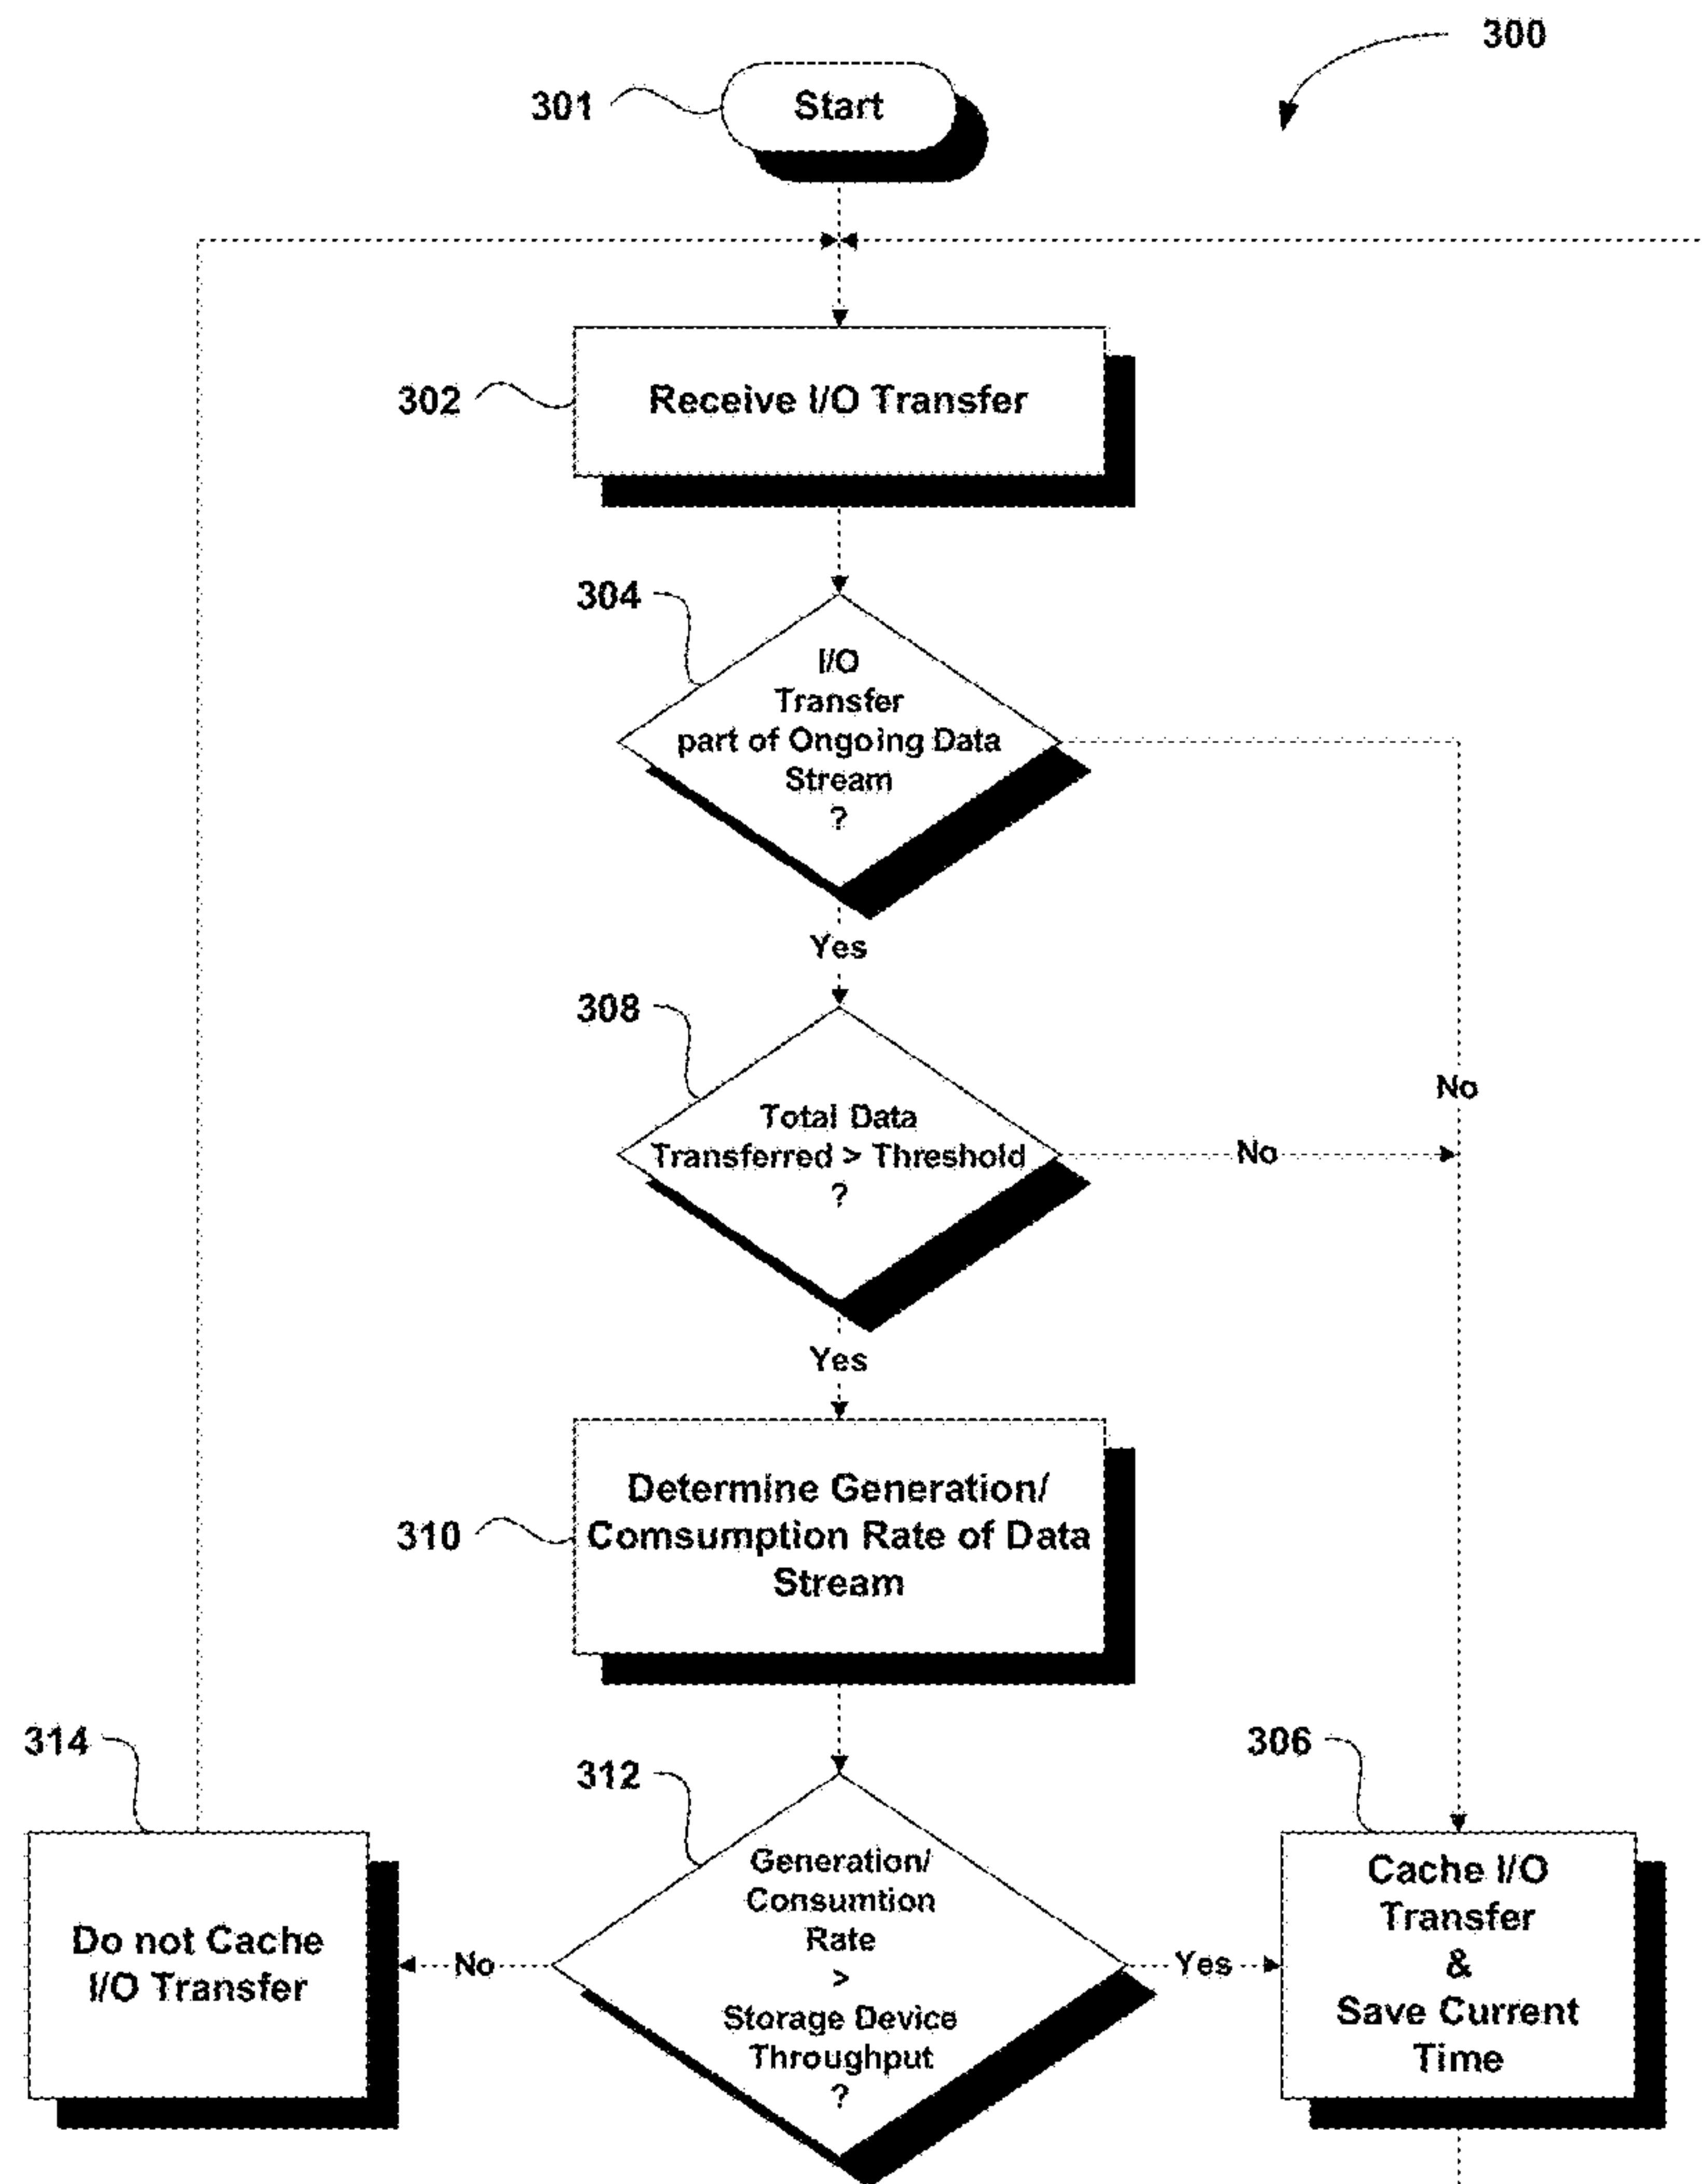 300
301
Start
302
Receive I/O Transfer
304
I/O
Transfer
part of Ongoing Data
Stream
?
Yes
308
No
Total Data
Transferred > Threshold
?
No
Yes
310
Determine Generation/
Comsumption Rate of Data
Stream
314
306
312
Generation/
Consumtion
Rate
>
Storage Device
Throughput
?
Do not Cache
I/O Transfer
No
Yes
Cache I/O
Transfer
&
Save Current
Time